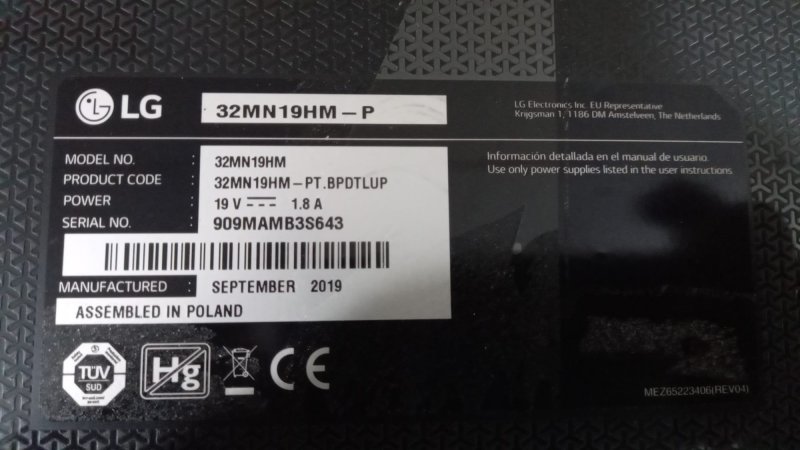 LG
32MN19HM-P
LG Electronics Inc. EU Representative
Krijgsman 1, 1186 DM Amstelveen, The Netherlands
MODEL NO. : 32MN19HM
PRODUCT CODE : 32MN19HM-PT.BPDTLUP
POWER : 19 V 1.8 A
SERIAL NO. : 909MAMB3S643
Información detallada en el manual de usuario.
Use only power supplies listed in the user instructions
MANUFACTURED : SEPTEMBER 2019
ASSEMBLED IN POLAND
TÜV
SUD
Hg
CE
MEZ65223406(REV04)